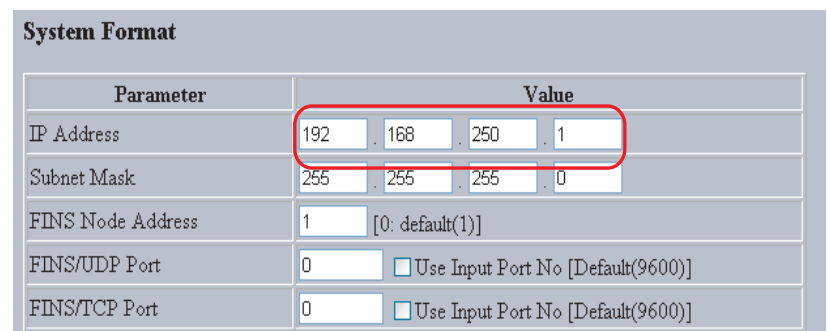 System Format
Parameter Value
IP Address 192 . 168 . 250 . 1
Subnet Mask 255 . 255 . 255 . 0
FINS Node Address 1 [0: default(1)]
FINS/UDP Port 0 Use Input Port No [Default(9600)]
FINS/TCP Port 0 Use Input Port No [Default(9600)]